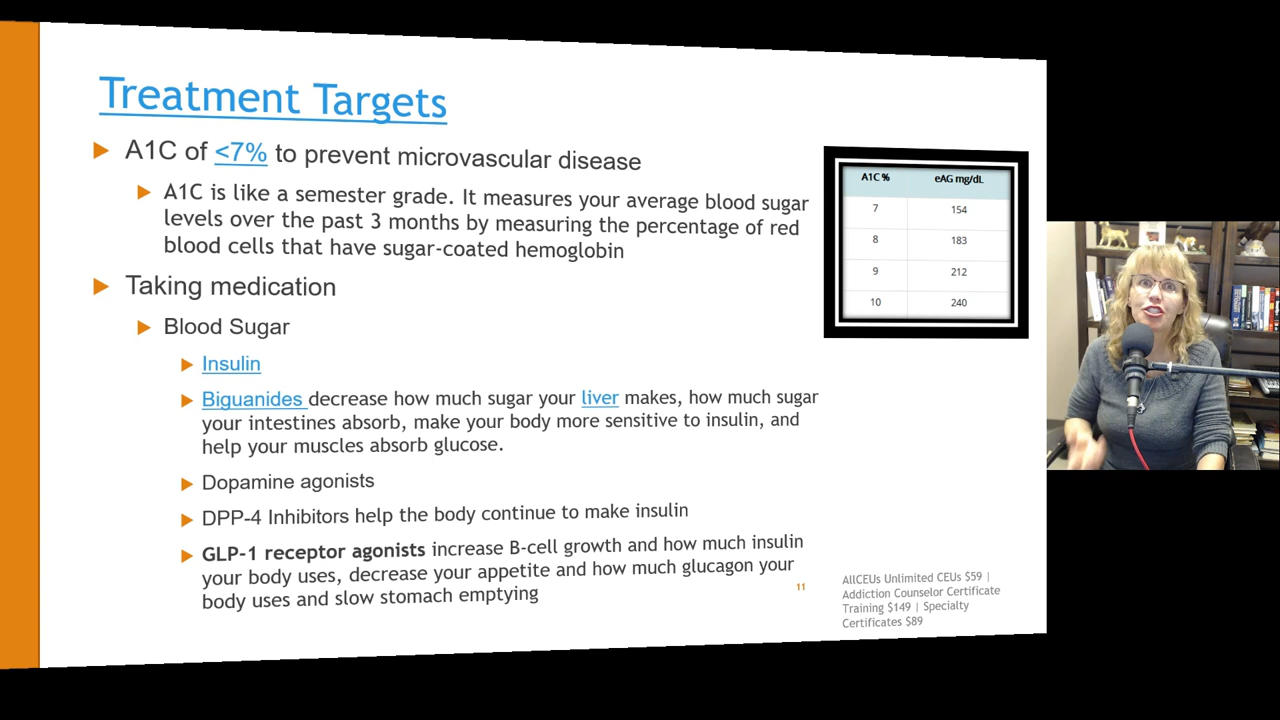 Treatment Targets
A1C of <7% to prevent microvascular disease
A1C is like a semester grade. It measures your average blood sugar
levels over the past 3 months by measuring the percentage of red
blood cells that have sugar-coated hemoglobin
Taking medication
Blood Sugar
Insulin
Biguanides decrease how much sugar your liver makes, how much sugar
your intestines absorb, make your body more sensitive to insulin, and
help your muscles absorb glucose.
Dopamine agonists
DPP-4 Inhibitors help the body continue to make insulin
GLP-1 receptor agonists increase B-cell growth and how much insulin
your body uses, decrease your appetite and how much glucagon your
body uses and slow stomach emptying
A1C % eAG mg/dL
7 154
8 183
9 212
10 240
11
AllCEUs Unlimited CEUs $59 |
Addiction Counselor Certificate
Training $149 | Specialty
Certificates $89